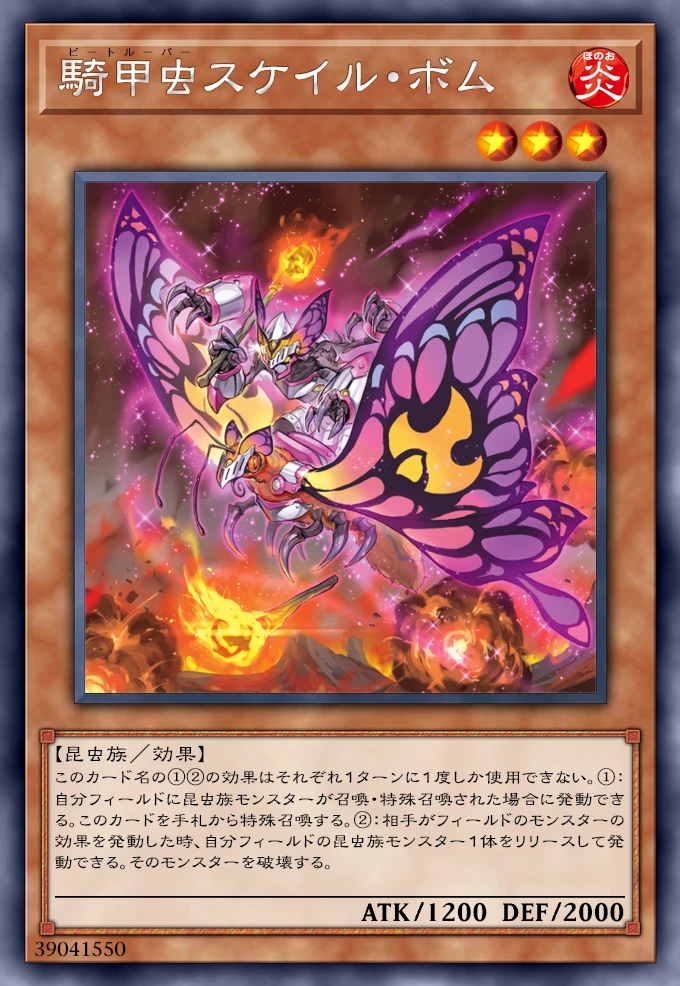 ビートルーパー
騎甲虫スケイル・ボム
ほのお
炎
【昆虫族／効果】
このカード名の①②の効果はそれぞれ1ターンに1度しか使用できない。①：
自分フィールドに昆虫族モンスターが召喚・特殊召喚された場合に発動でき
る。このカードを手札から特殊召喚する。②：相手がフィールドのモンスターの
効果を発動した時、自分フィールドの昆虫族モンスター1体をリリースして発
動できる。そのモンスターを破壊する。
ATK/1200 DEF/2000
39041550